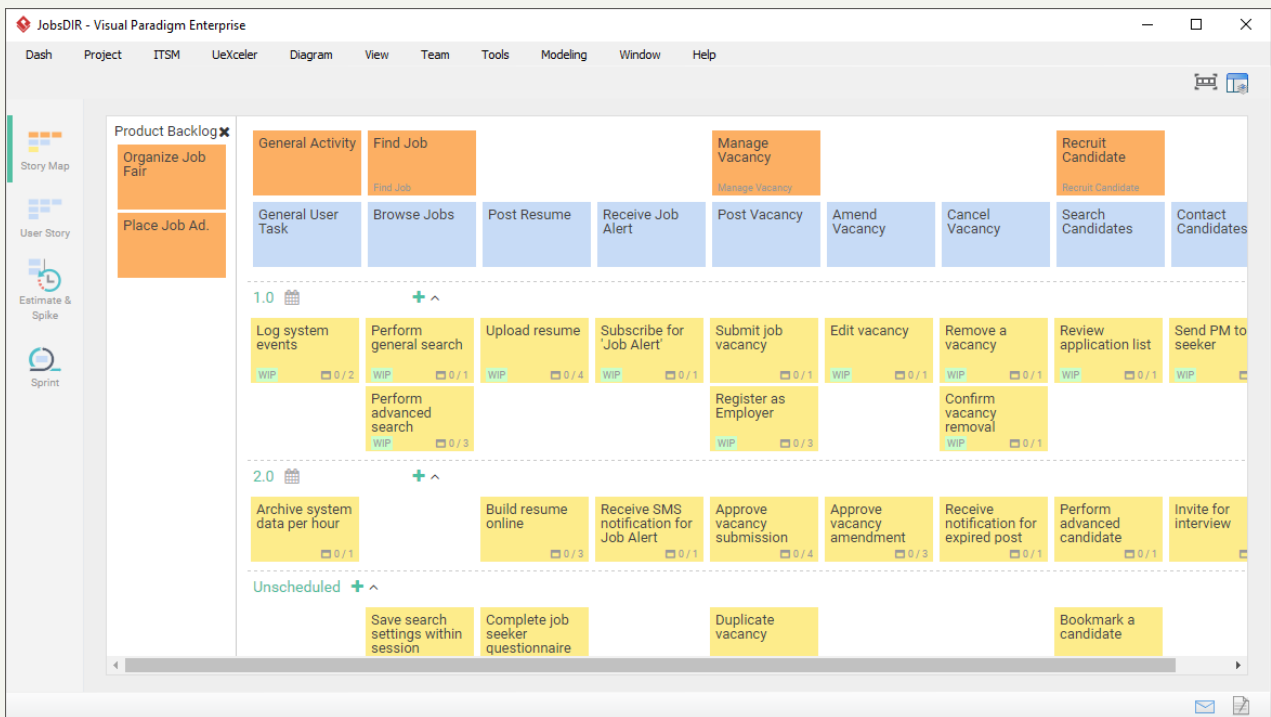 JobsDIR - Visual Paradigm Enterprise
Dash Project ITSM UeXceler Diagram View Team Tools Modeling Window Help
Story Map
User Story
Estimate &
Spike
Sprint
Product Backlog
Organize Job
Fair
Place Job Ad.
General Activity
Find Job
Find Job
Manage
Vacancy
Manage Vacancy
Recruit
Candidate
Recruit Candidate
General User
Task
Browse Jobs
Post Resume
Receive Job
Alert
Post Vacancy
Amend
Vacancy
Cancel
Vacancy
Search
Candidates
Contact
Candidates
1.0
Log system
events
WIP 0 / 2
Perform
general search
WIP 0 / 1
Upload resume
WIP 0 / 4
Subscribe for
'Job Alert'
WIP 0 / 1
Submit job
vacancy
0 / 1
Edit vacancy
WIP 0 / 1
Remove a
vacancy
WIP 0 / 1
Review
application list
WIP 0 / 1
Send PM to
seeker
WIP
Perform
advanced
search
WIP 0 / 3
Register as
Employer
WIP 0 / 3
Confirm
vacancy
removal
WIP 0 / 1
2.0
Archive system
data per hour
0 / 1
Build resume
online
0 / 3
Receive SMS
notification for
Job Alert
0 / 1
Approve
vacancy
submission
0 / 4
Approve
vacancy
amendment
0 / 3
Receive
notification for
expired post
0 / 1
Perform
advanced
candidate
0 / 1
Invite for
interview
Unscheduled
Save search
settings within
session
Complete job
seeker
questionnaire
Duplicate
vacancy
Bookmark a
candidate